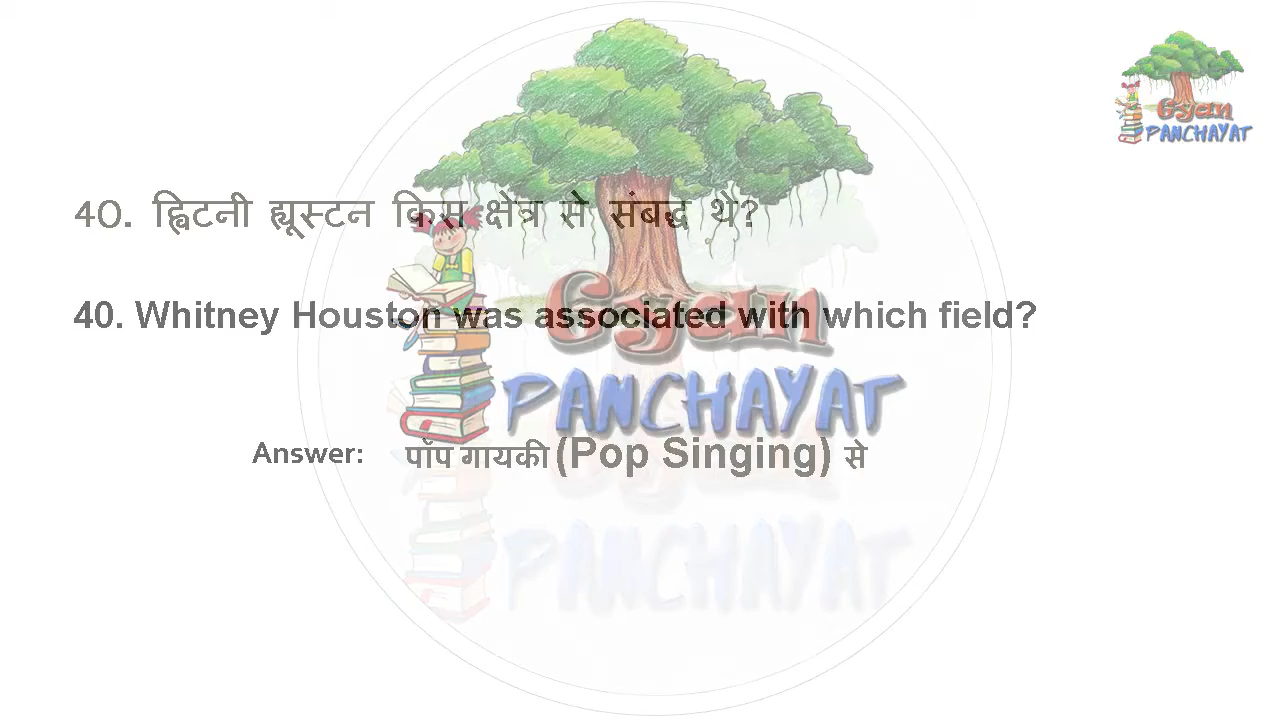 Gyan
PANCHAYAT
40. ह्विटनी ह्यूस्टन किस क्षेत्र से संबद्ध थे?
40. Whitney Houston was associated with which field?
Gyan
PANCHAYAT
Answer: पॉप गायकी (Pop Singing) से